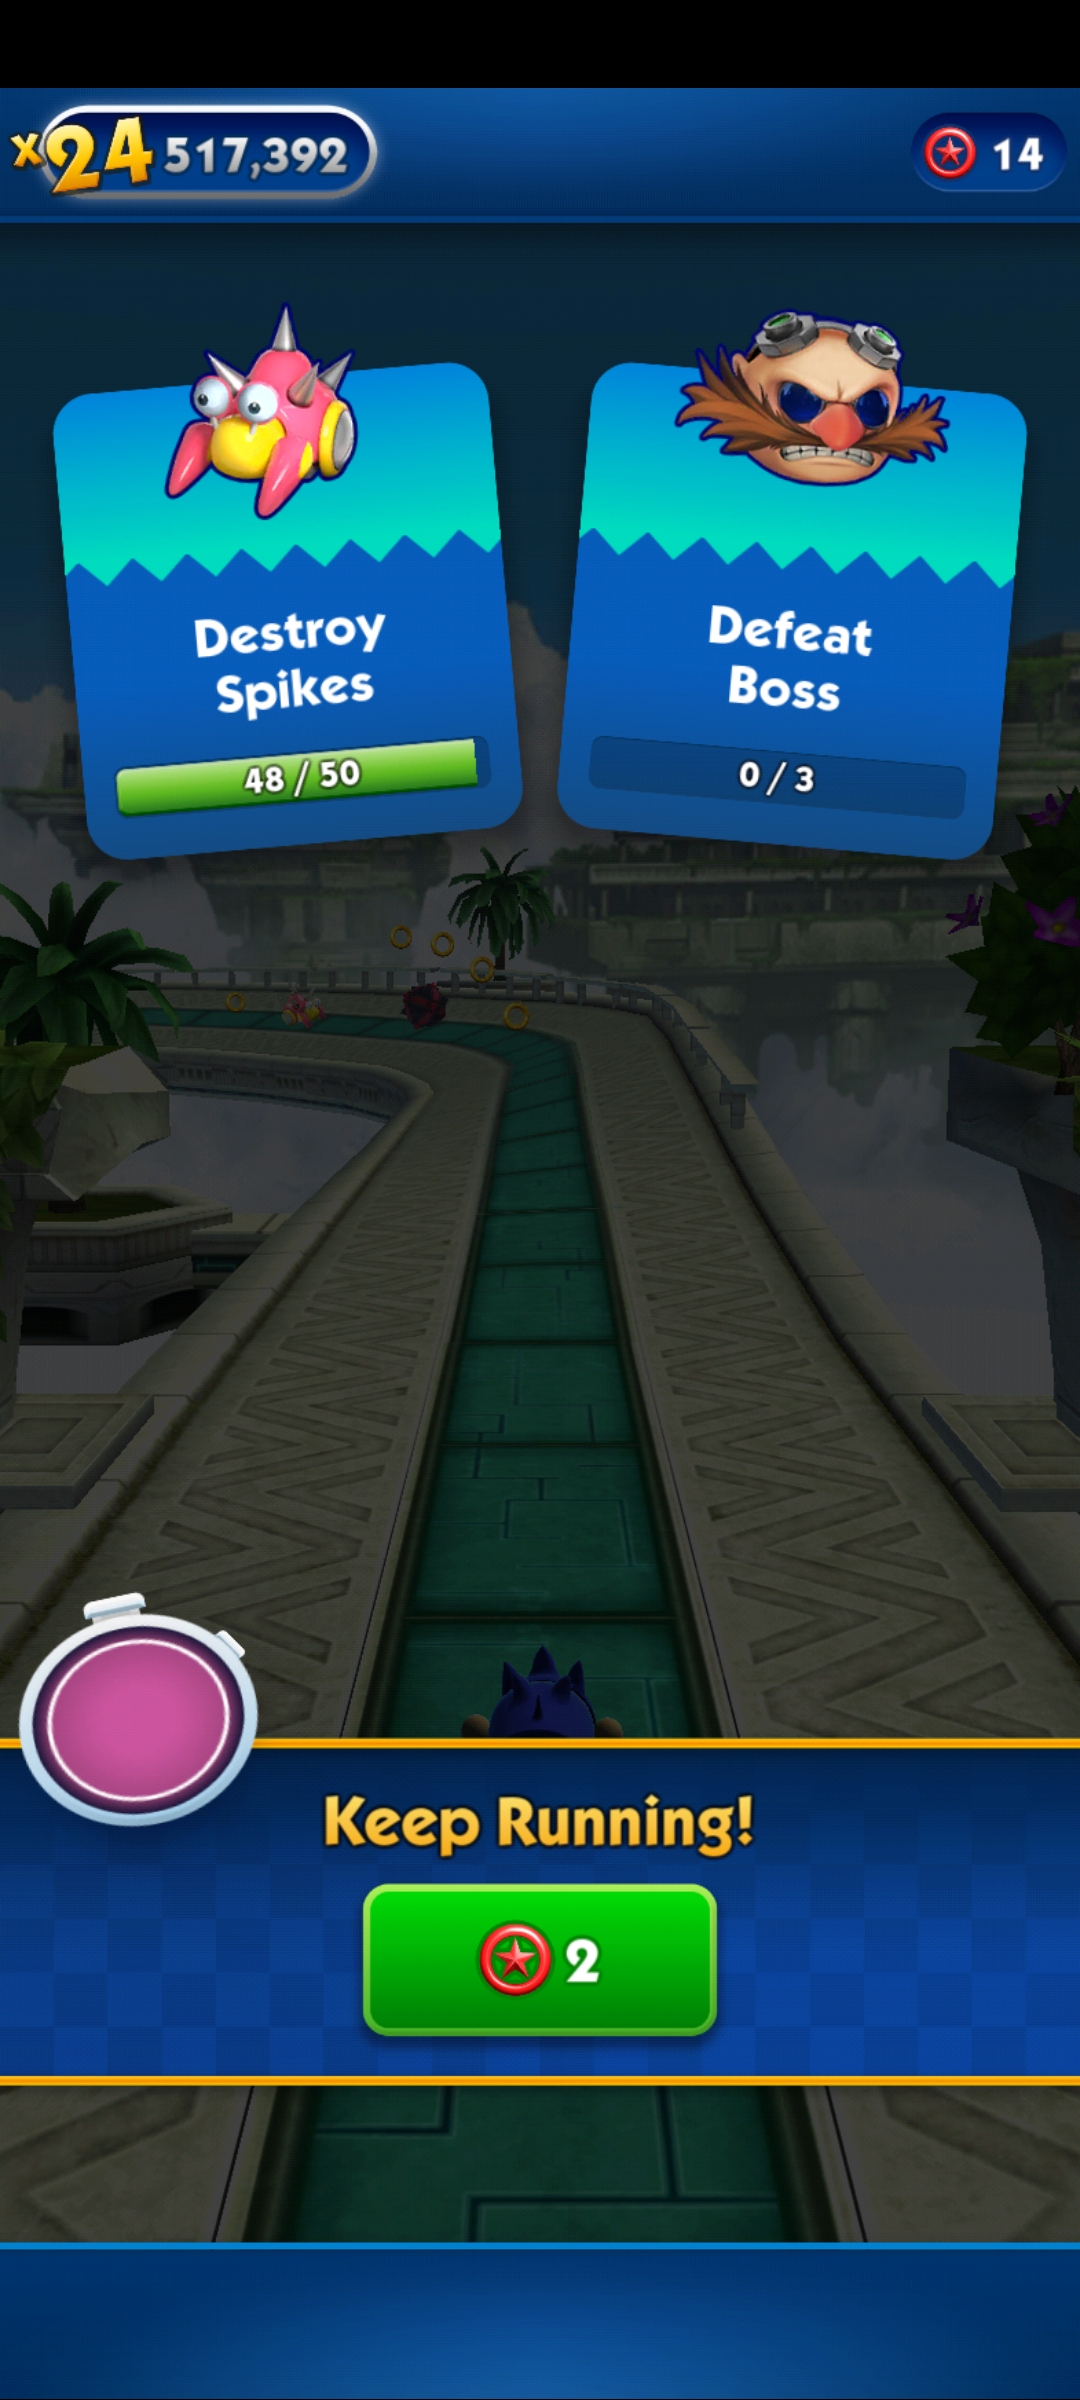 x24 517,392
14
Destroy
Spikes
48 / 50
Defeat
Boss
0 / 3
Keep Running!
2